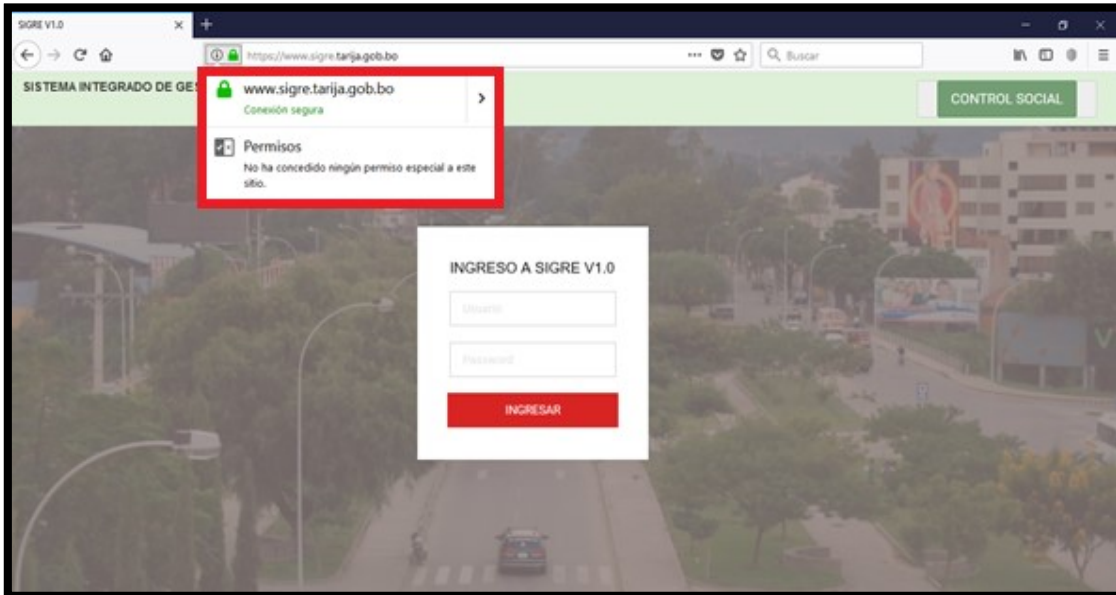 SIGRE V1.0
https://www.sigre.tarija.gob.bo
Buscar
SISTEMA INTEGRADO DE GE
www.sigre.tarija.gob.bo
Conexión segura
Permisos
No ha concedido ningún permiso especial a este
sitio.
CONTROL SOCIAL
INGRESO A SIGRE V1.0
Usuario
Password
INGRESAR